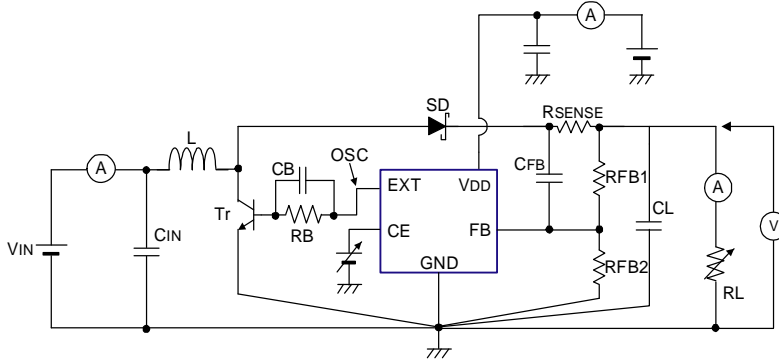 A
SD
RSENSE
L
OSC
A
CB
EXT
VDD
CFB
RFB1
A
Tr
RB
CE
FB
CL
V
VIN
CIN
GND
RFB2
RL